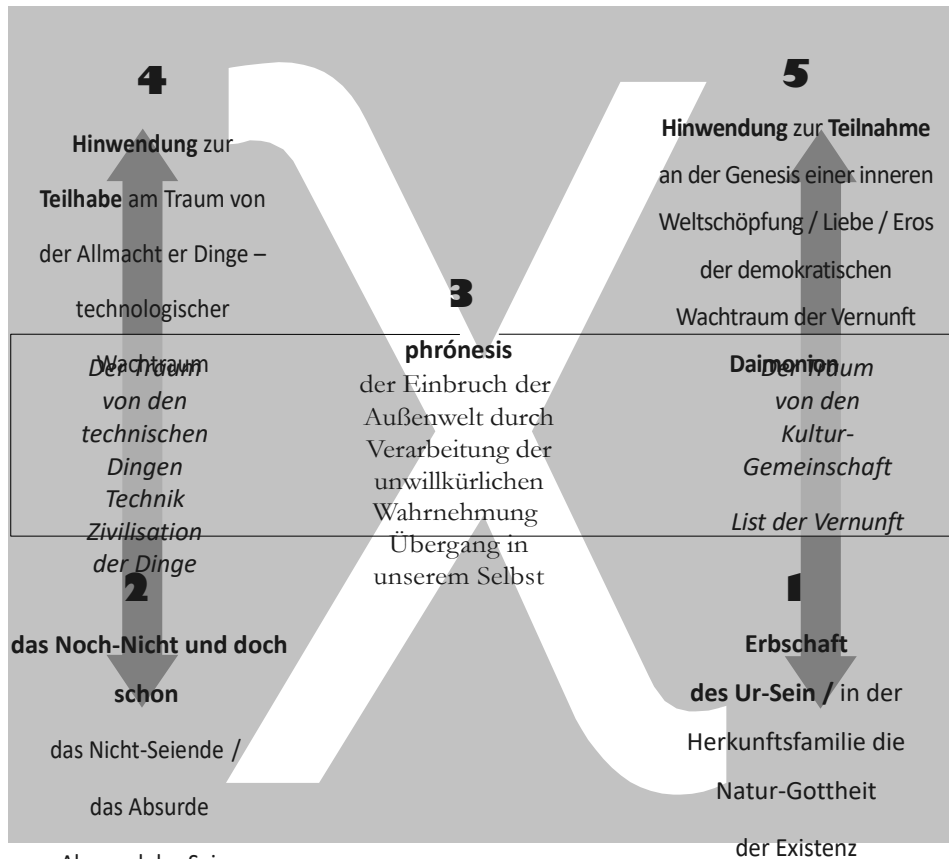 4
Hinwendung zur
Teilhabe am Traum von
der Allmacht er Dinge –
technologischer
Wachtraum
Der Traum
von den
technischen
Dingen
Technik
Zivilisation
der Dinge
5
Hinwendung zur Teilnahme
an der Genesis einer inneren
Weltschöpfung / Liebe / Eros
der demokratischen
Wachtraum der Vernunft
Daimonion
Der Traum
von den
Kultur-
Gemeinschaft
List der Vernunft
3
phrónesis
der Einbruch der
Außenwelt durch
Verarbeitung der
unwillkürlichen
Wahrnehmung
Übergang in
unserem Selbst
2
das Noch-Nicht und doch
schon
das Nicht-Seiende /
das Absurde
1
Erbschaft
des Ur-Sein / in der
Herkunftsfamilie die
Natur-Gottheit
der Existenz